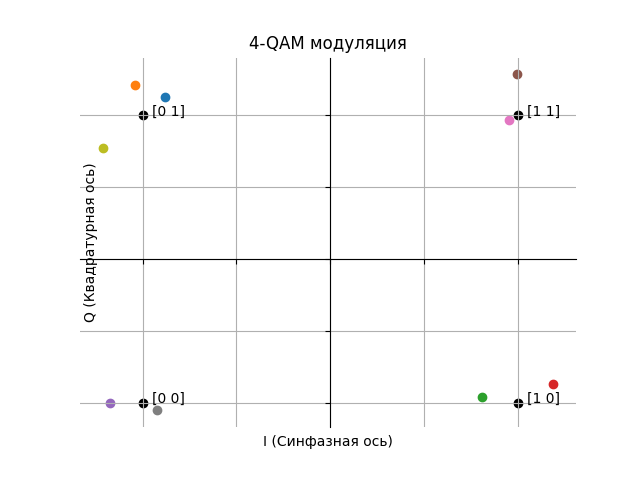 4-QAM модуляция
[0 1]
[1 1]
Q (Квадратурная ось)
[0 0]
[1 0]
I (Синфазная ось)